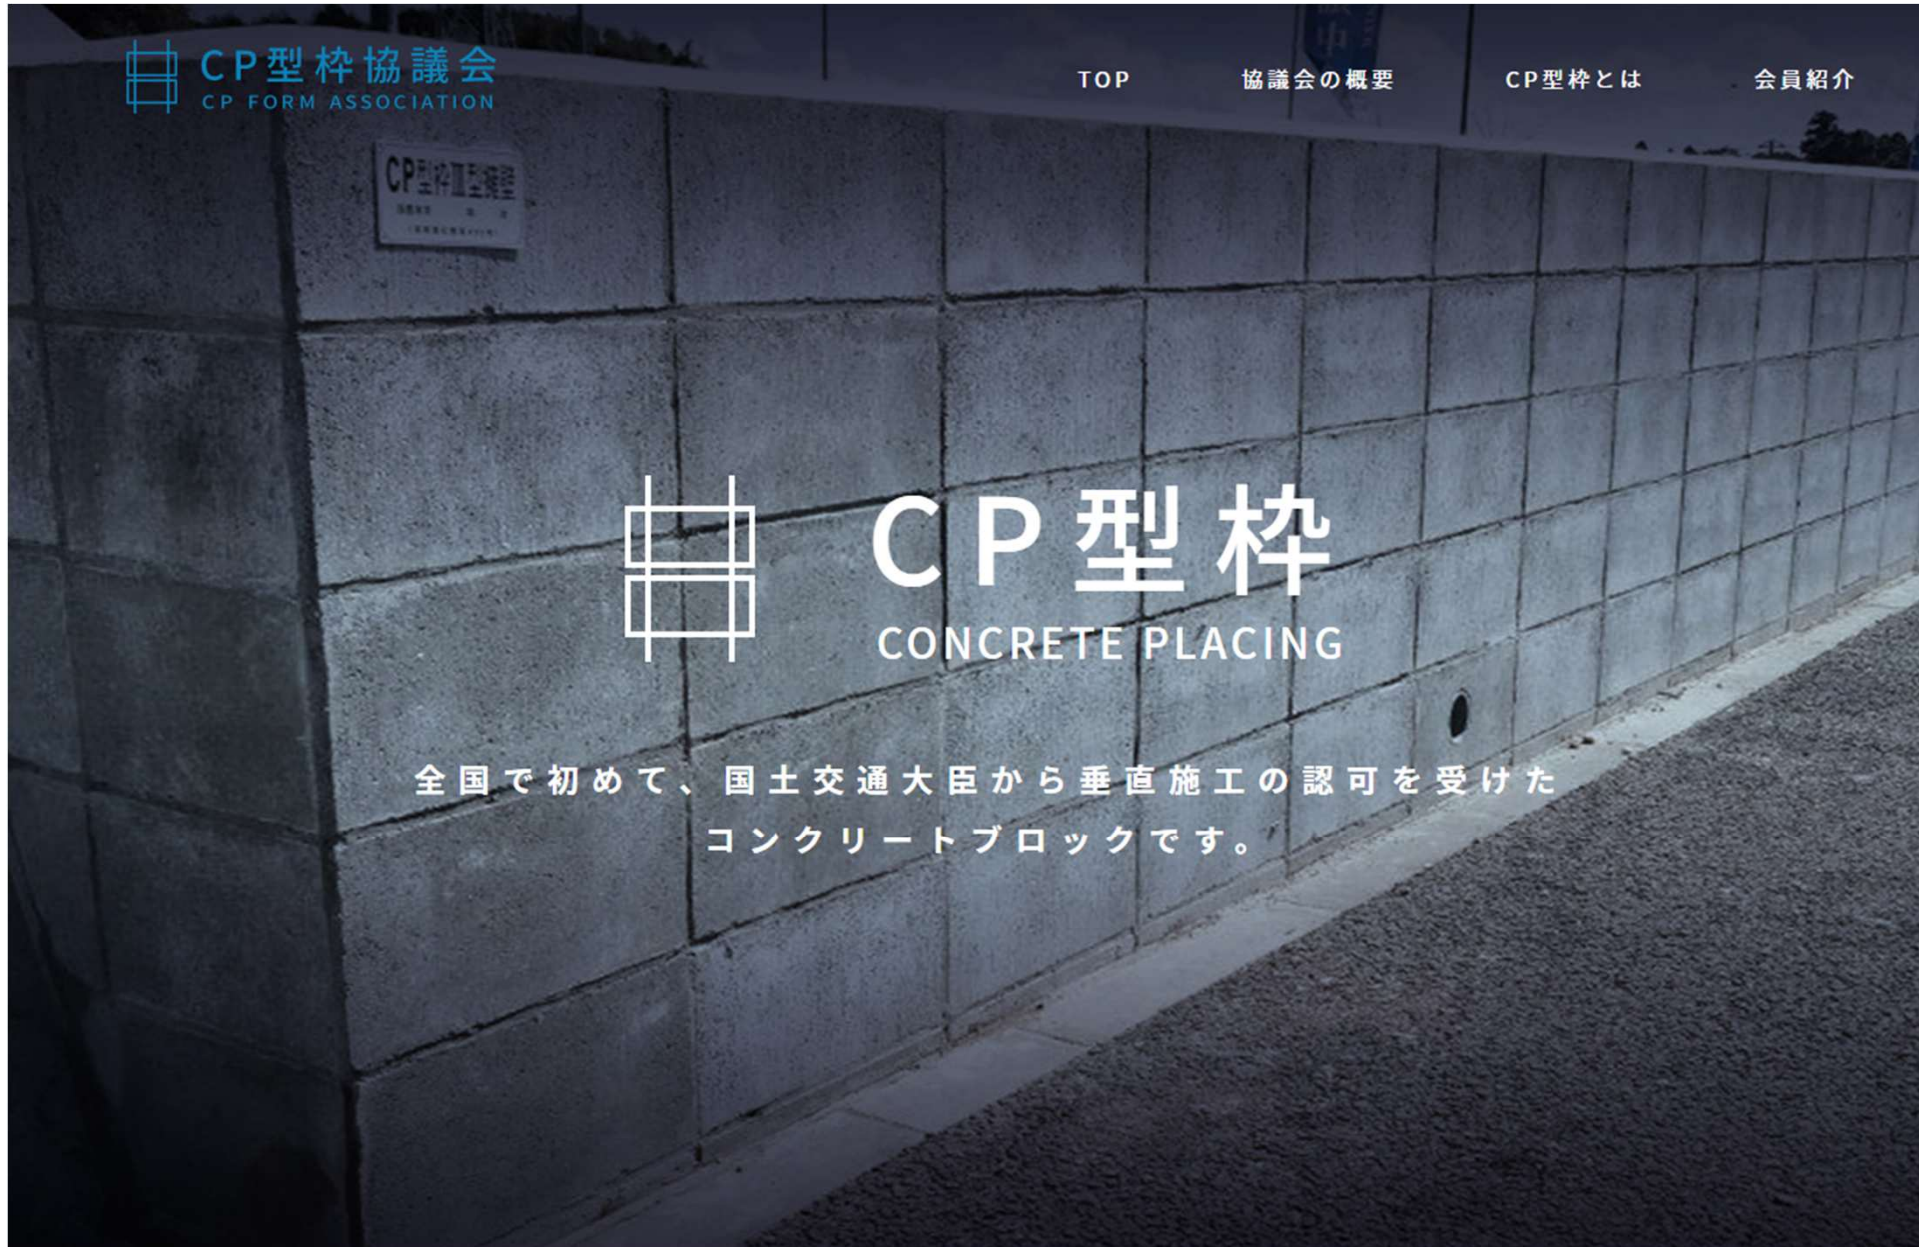 CP型枠協議会
CP FORM ASSOCIATION
TOP 協議会の概要 CP型枠とは 会員紹介
CP型枠Ⅲ型擁壁
CP型枠
CONCRETE PLACING
全国で初めて、国土交通大臣から垂直施工の認可を受けた
コンクリートブロックです。